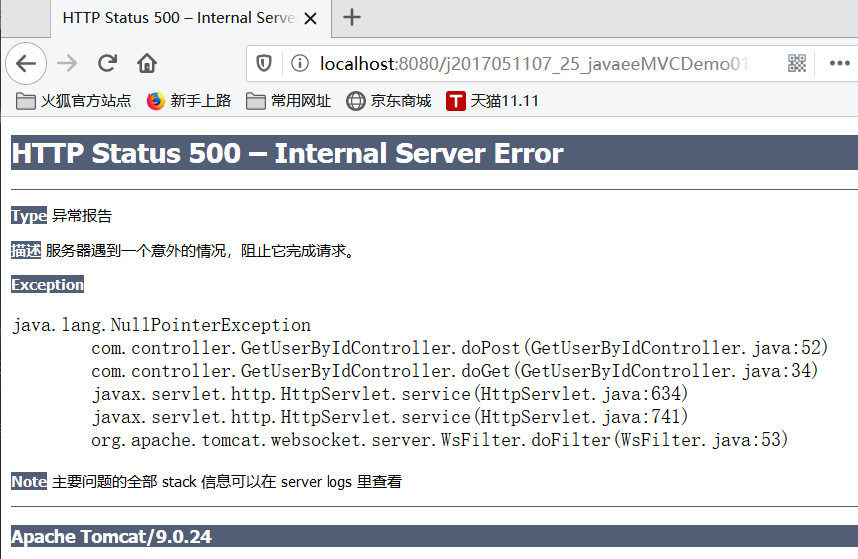 HTTP Status 500 – Internal Serve
localhost:8080/j2017051107_25_javaeeMVCDemo01
火狐官方站点 新手上路 常用网址 京东商城 T 天猫11.11
HTTP Status 500 – Internal Server Error
Type 异常报告
描述 服务器遇到一个意外的情况，阻止它完成请求。
Exception
java.lang.NullPointerException
com.controller.GetUserByIdController.doPost(GetUserByIdController.java:52)
com.controller.GetUserByIdController.doGet(GetUserByIdController.java:34)
javax.servlet.http.HttpServlet.service(HttpServlet.java:634)
javax.servlet.http.HttpServlet.service(HttpServlet.java:741)
org.apache.tomcat.websocket.server.WsFilter.doFilter(WsFilter.java:53)
Note 主要问题的全部 stack 信息可以在 server logs 里查看
Apache Tomcat/9.0.24